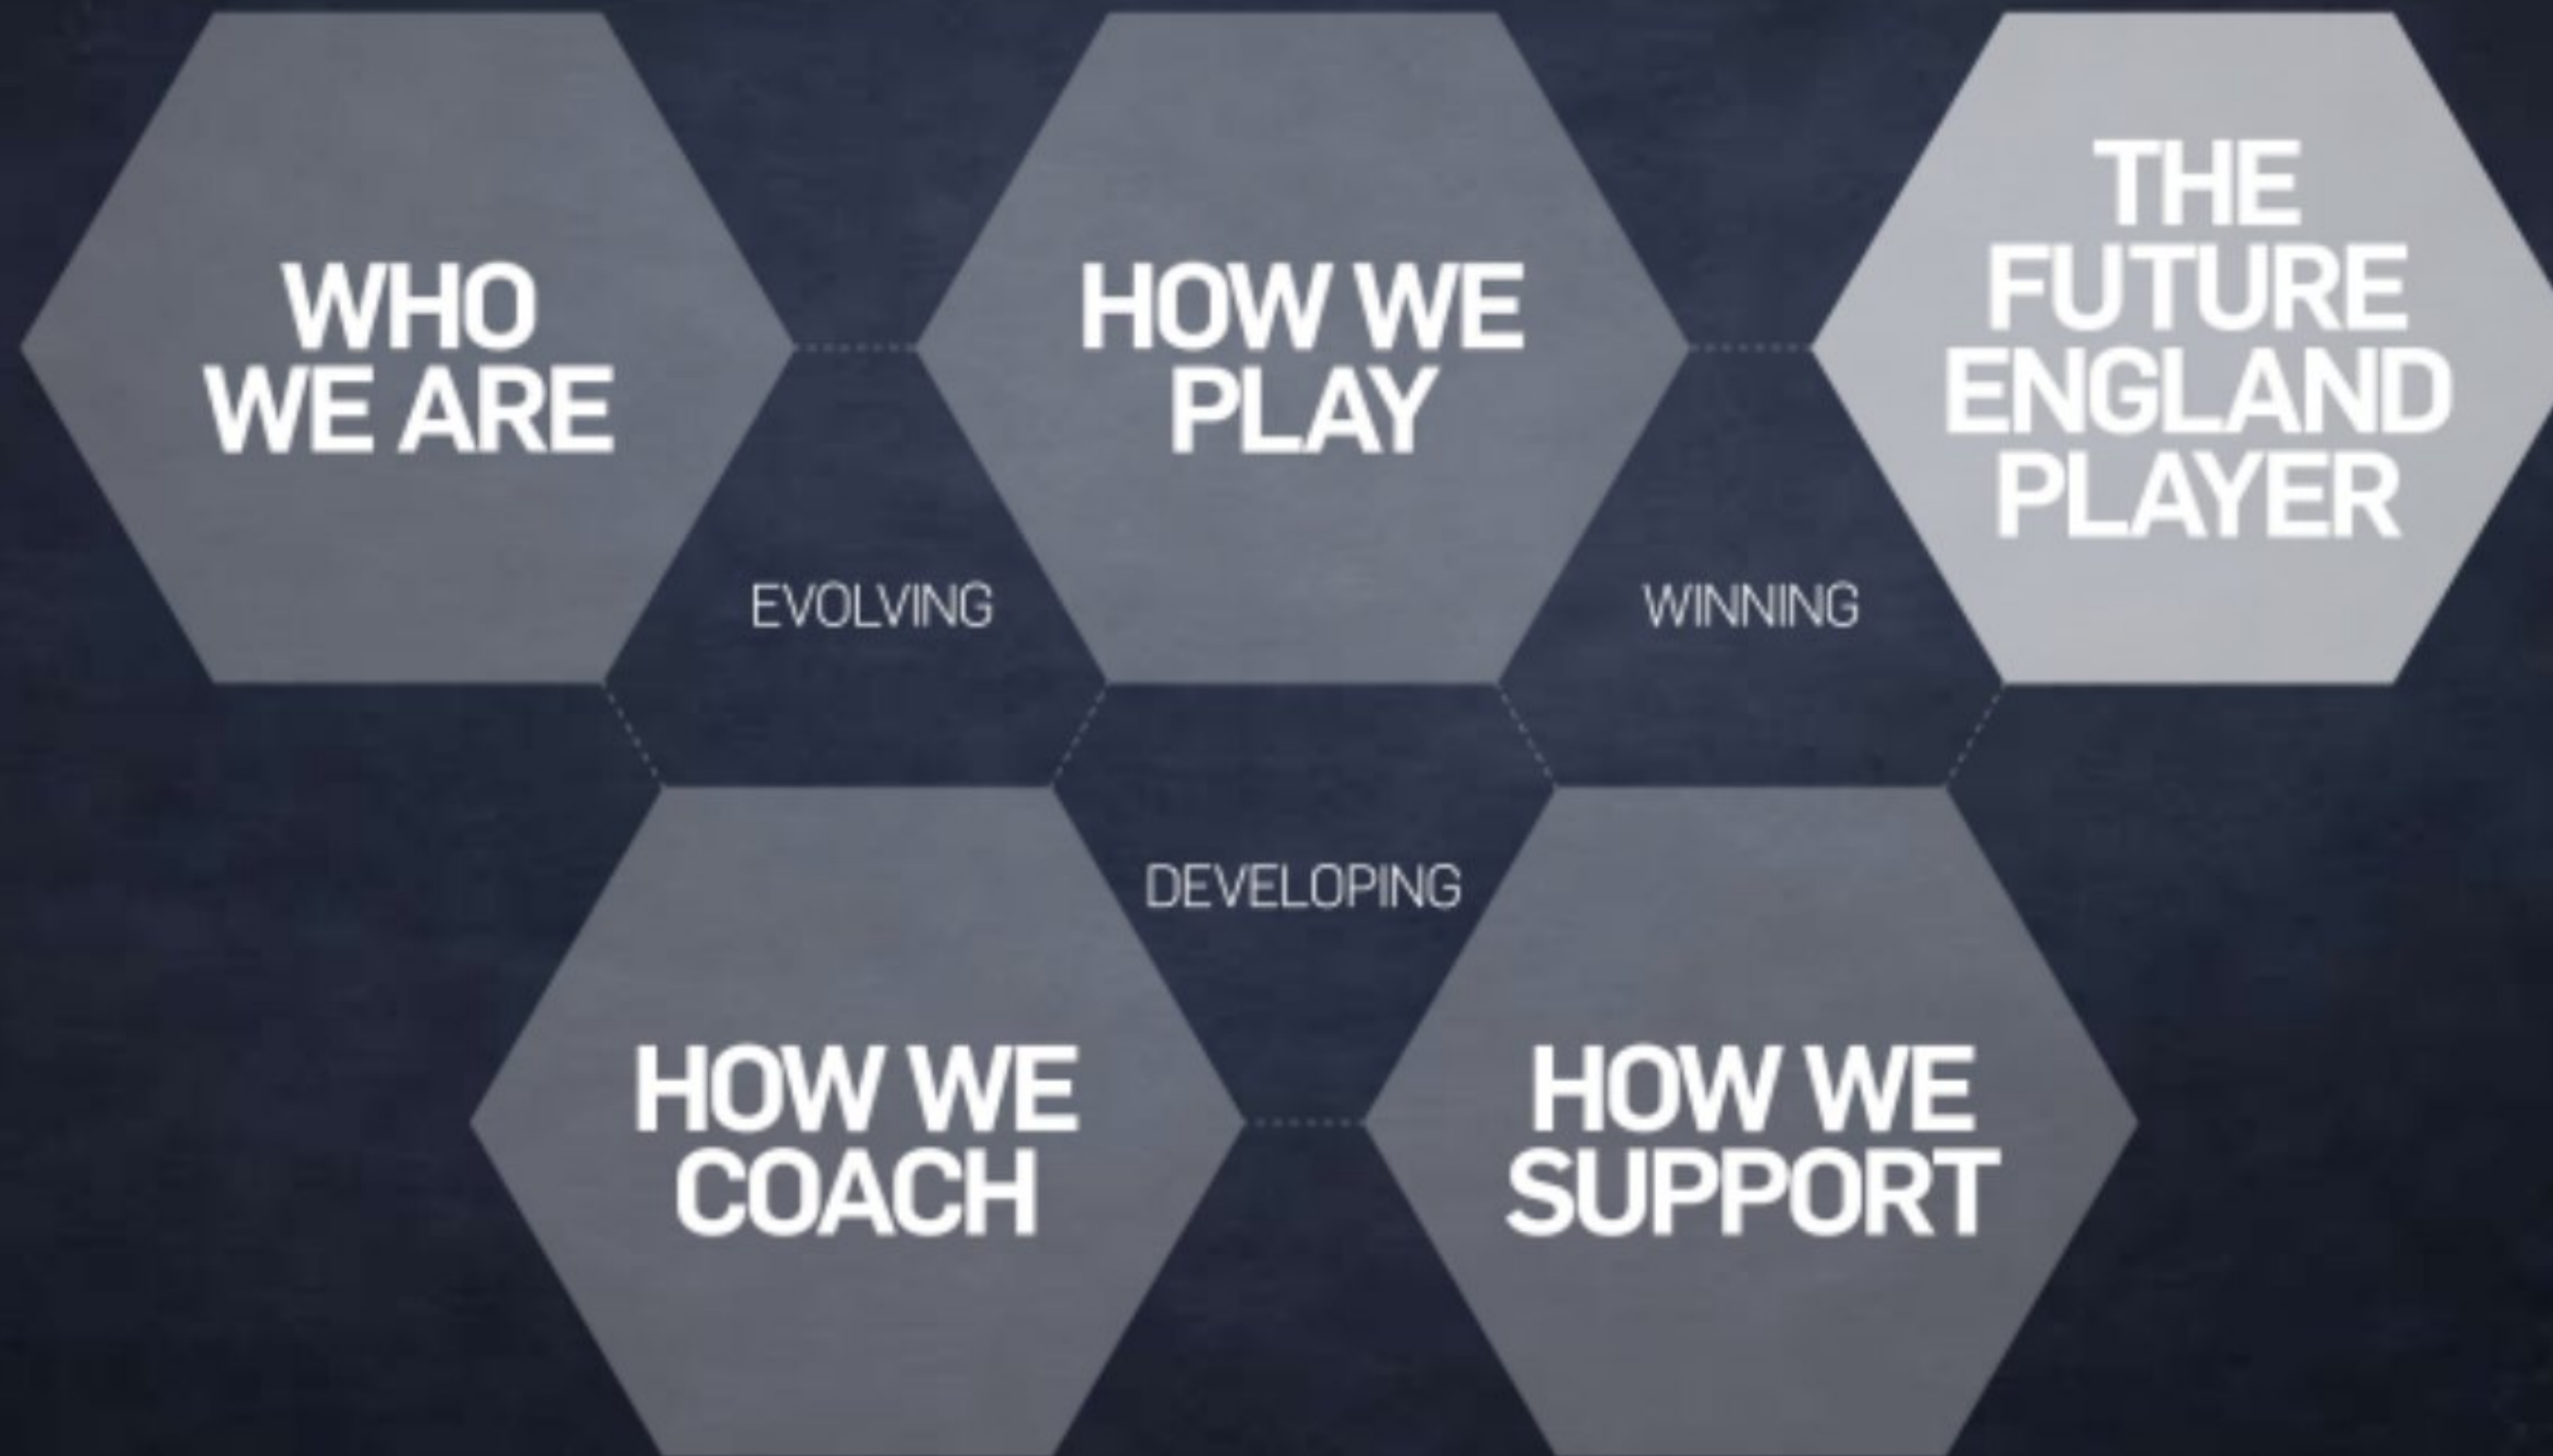 WHO
WE ARE
HOW WE
PLAY
THE
FUTURE
ENGLAND
PLAYER
EVOLVING
WINNING
DEVELOPING
HOW WE
COACH
HOW WE
SUPPORT